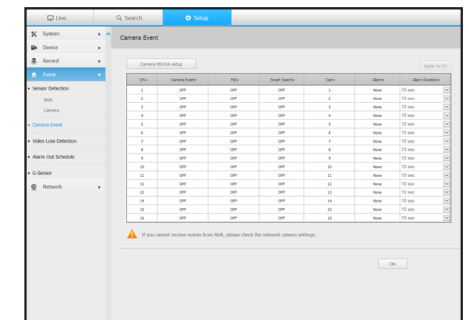 Live
Search
Setup
System
Device
Record
Event
Sensor Detection
NVR
Camera
Camera Event
Video Loss Detection
Alarm Out Schedule
G-Sensor
Network
Camera Event
Camera MD/VA setup
Apply to CH
CH Camera Events MD Smart Search Cam Alarm Alarm Duration
1 OFF OFF OFF 1 None 10 sec
2 OFF OFF OFF 2 None 10 sec
3 OFF OFF OFF 3 None 10 sec
4 OFF OFF OFF 4 None 10 sec
5 OFF OFF OFF 5 None 10 sec
6 OFF OFF OFF 6 None 10 sec
7 OFF OFF OFF 7 None 10 sec
8 OFF OFF OFF 8 None 10 sec
9 OFF OFF OFF 9 None 10 sec
10 OFF OFF OFF 10 None 10 sec
11 OFF OFF OFF 11 None 10 sec
12 OFF OFF OFF 12 None 10 sec
13 OFF OFF OFF 13 None 10 sec
14 OFF OFF OFF 14 None 10 sec
15 OFF OFF OFF 15 None 10 sec
16 OFF OFF OFF 16 None 10 sec
If you cannot receive events from NVR, please check the network camera settings.
OK